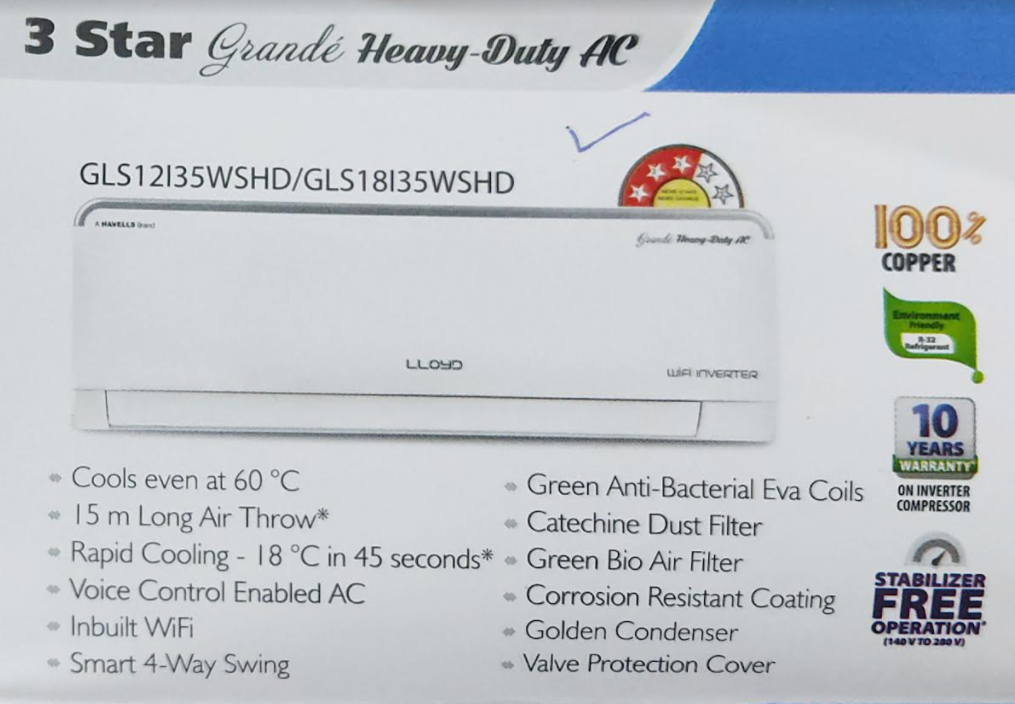 3 Star Grandé Heavy-Duty AC
GLS12I35WSHD/GLS18I35WSHD
A HAVELLS Brand
Grandé Heavy-Duty AC
LLOYD
WiFi INVERTER
100%
COPPER
Environment
Friendly
R-32
Refrigerant
10
YEARS
WARRANTY*
ON INVERTER
COMPRESSOR
STABILIZER
FREE
OPERATION*
(140 V TO 280 V)
Cools even at 60 °C
15 m Long Air Throw*
Rapid Cooling - 18 °C in 45 seconds*
Voice Control Enabled AC
Inbuilt WiFi
Smart 4-Way Swing
Green Anti-Bacterial Eva Coils
Catechine Dust Filter
Green Bio Air Filter
Corrosion Resistant Coating
Golden Condenser
Valve Protection Cover